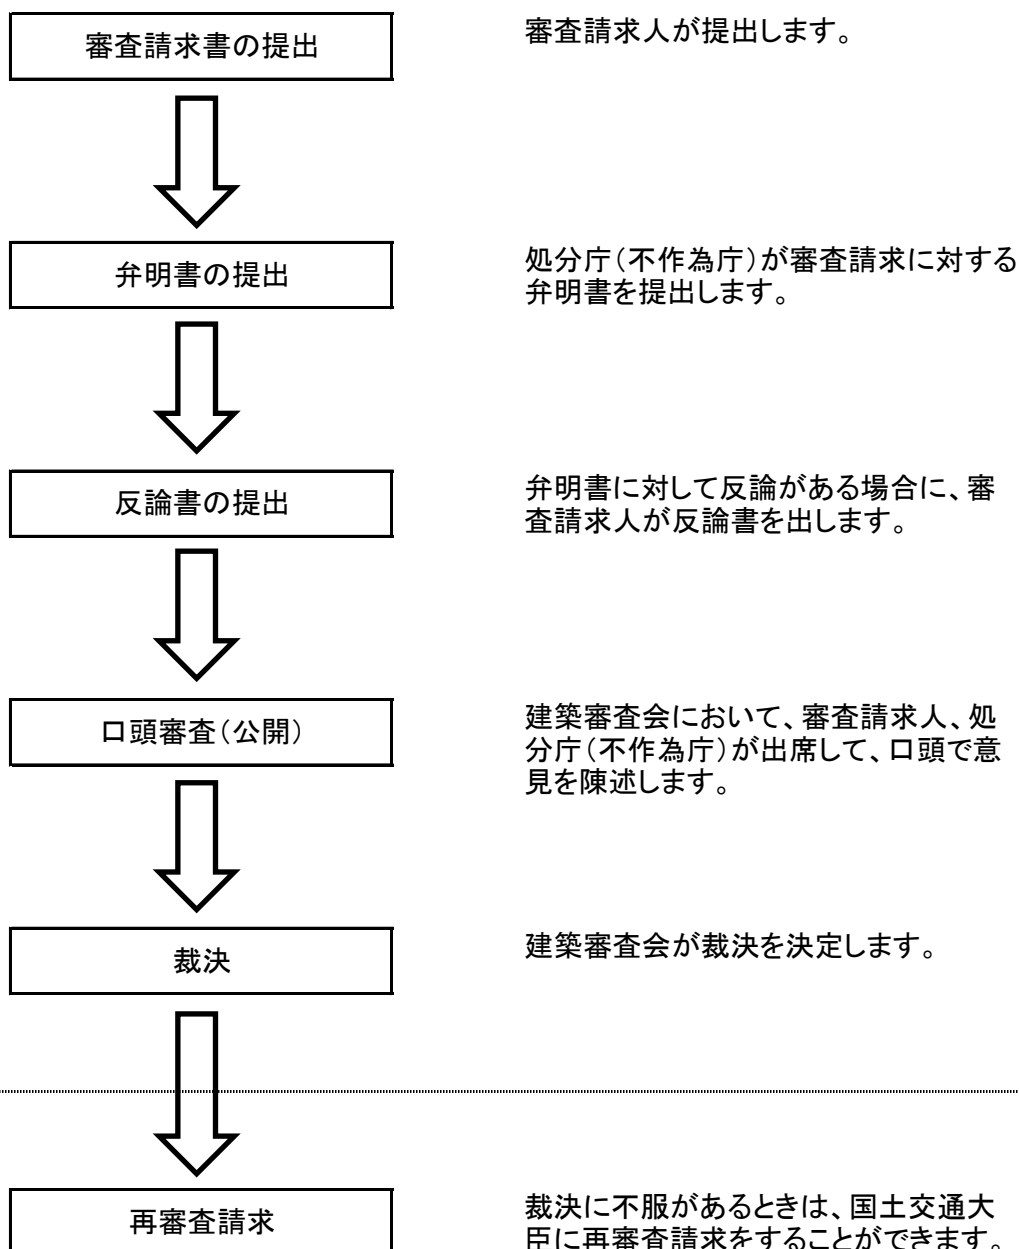 審査請求書の提出
審査請求人が提出します。
弁明書の提出
処分庁（不作為庁）が審査請求に対する
弁明書を提出します。
反論書の提出
弁明書に対して反論がある場合に、審
査請求人が反論書を出します。
口頭審査（公開）
建築審査会において、審査請求人、処
分庁（不作為庁）が出席して、口頭で意
見を陳述します。
裁決
建築審査会が裁決を決定します。
再審査請求
裁決に不服があるときは、国土交通大
臣に再審査請求をすることができます。